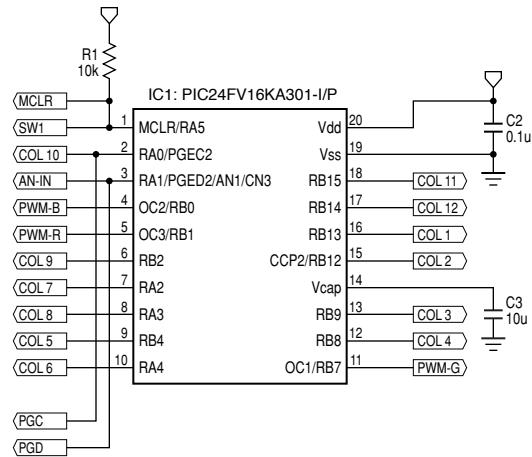 R1
10k
IC1: PIC24FV16KA301-I/P
MCLR
SW1 1 MCLR/RA5 Vdd 20
C2
0.1u
COL 10 2 RA0/PGEC2 Vss 19
AN-IN 3 RA1/PGED2/AN1/CN3 RB15 18 COL 11
PWM-B 4 OC2/RB0 RB14 17 COL 12
PWM-R 5 OC3/RB1 RB13 16 COL 1
COL 9 6 RB2 CCP2/RB12 15 COL 2
COL 7 7 RA2 Vcap 14
COL 8 8 RA3 RB9 13 COL 3
C3
10u
COL 5 9 RB4 RB8 12 COL 4
COL 6 10 RA4 OC1/RB7 11 PWM-G
PGC
PGD